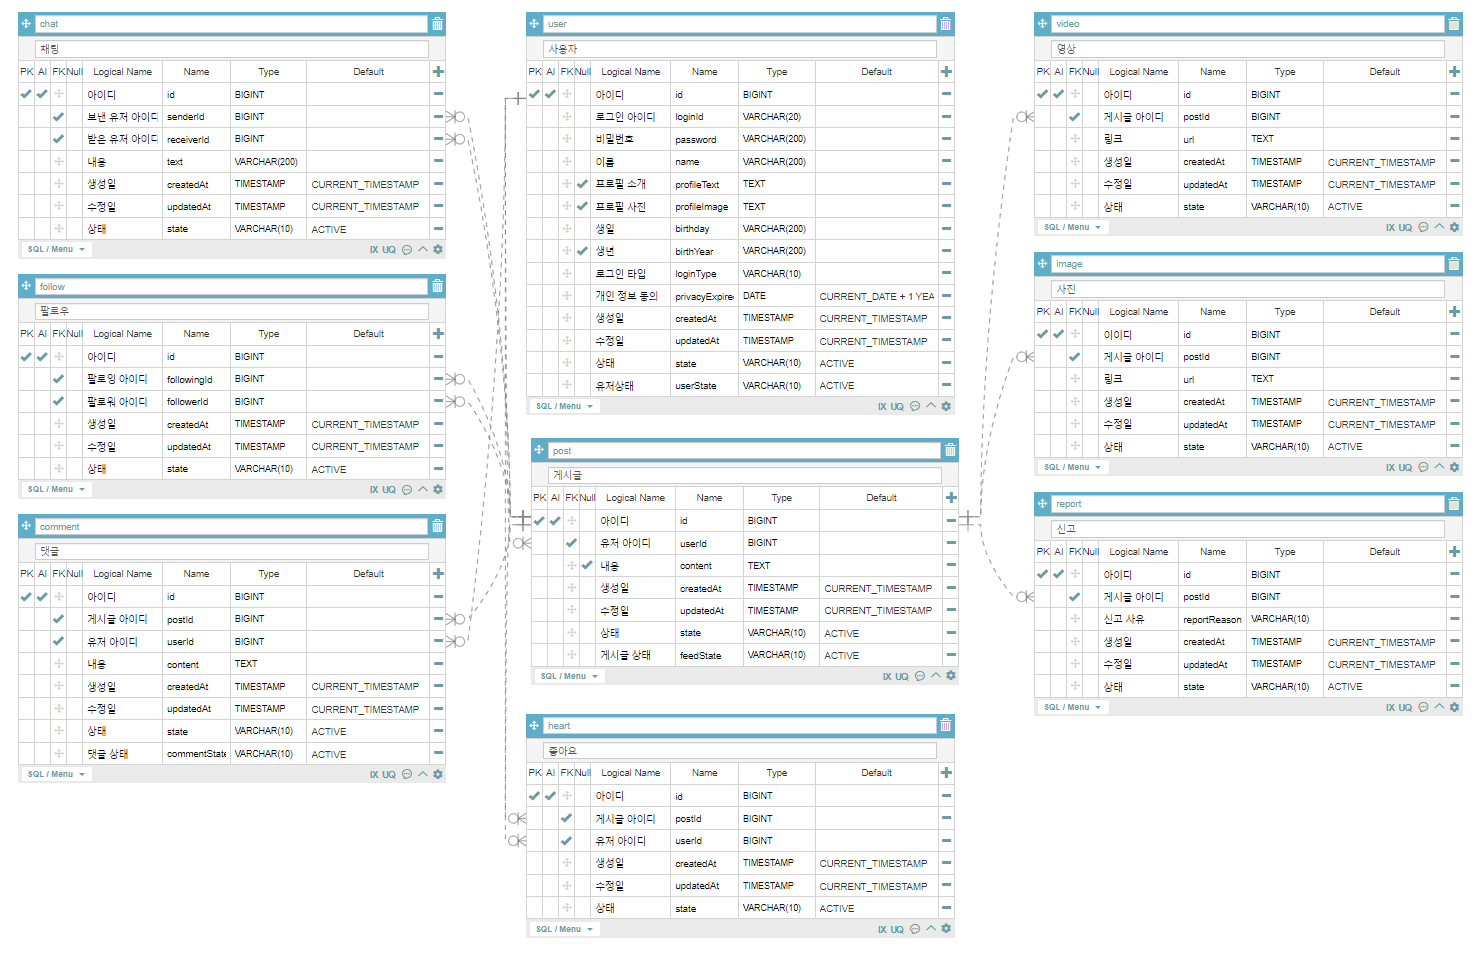 chat
채팅
PK AI FK Null Logical Name Name Type Default
아이디 id BIGINT
보낸 유저 아이디 senderId BIGINT
받은 유저 아이디 receiverId BIGINT
내용 text VARCHAR(200)
생성일 createdAt TIMESTAMP CURRENT_TIMESTAMP
수정일 updatedAt TIMESTAMP CURRENT_TIMESTAMP
상태 state VARCHAR(10) ACTIVE
SQL / Menu IX UQ
follow
팔로우
PK AI FK Null Logical Name Name Type Default
아이디 id BIGINT
팔로잉 아이디 followingId BIGINT
팔로워 아이디 followerId BIGINT
생성일 createdAt TIMESTAMP CURRENT_TIMESTAMP
수정일 updatedAt TIMESTAMP CURRENT_TIMESTAMP
상태 state VARCHAR(10) ACTIVE
SQL / Menu IX UQ
comment
댓글
PK AI FK Null Logical Name Name Type Default
아이디 id BIGINT
게시글 아이디 postId BIGINT
유저 아이디 userId BIGINT
내용 content TEXT
생성일 createdAt TIMESTAMP CURRENT_TIMESTAMP
수정일 updatedAt TIMESTAMP CURRENT_TIMESTAMP
상태 state VARCHAR(10) ACTIVE
댓글 상태 commentState VARCHAR(10) ACTIVE
SQL / Menu IX UQ
user
사용자
PK AI FK Null Logical Name Name Type Default
아이디 id BIGINT
로그인 아이디 loginId VARCHAR(20)
비밀번호 password VARCHAR(200)
이름 name VARCHAR(200)
프로필 소개 profileText TEXT
프로필 사진 profileImage TEXT
생일 birthday VARCHAR(200)
생년 birthYear VARCHAR(200)
로그인 타입 loginType VARCHAR(10)
개인 정보 동의 privacyExpired DATE CURRENT_DATE + 1 YEA
생성일 createdAt TIMESTAMP CURRENT_TIMESTAMP
수정일 updatedAt TIMESTAMP CURRENT_TIMESTAMP
상태 state VARCHAR(10) ACTIVE
유저상태 userState VARCHAR(10) ACTIVE
SQL / Menu IX UQ
post
게시글
PK AI FK Null Logical Name Name Type Default
아이디 id BIGINT
유저 아이디 userId BIGINT
내용 content TEXT
생성일 createdAt TIMESTAMP CURRENT_TIMESTAMP
수정일 updatedAt TIMESTAMP CURRENT_TIMESTAMP
상태 state VARCHAR(10) ACTIVE
게시글 상태 feedState VARCHAR(10) ACTIVE
SQL / Menu IX UQ
heart
좋아요
PK AI FK Null Logical Name Name Type Default
아이디 id BIGINT
게시글 아이디 postId BIGINT
유저 아이디 userId BIGINT
생성일 createdAt TIMESTAMP CURRENT_TIMESTAMP
수정일 updatedAt TIMESTAMP CURRENT_TIMESTAMP
상태 state VARCHAR(10) ACTIVE
SQL / Menu IX UQ
video
영상
PK AI FK Null Logical Name Name Type Default
아이디 id BIGINT
게시글 아이디 postId BIGINT
링크 url TEXT
생성일 createdAt TIMESTAMP CURRENT_TIMESTAMP
수정일 updatedAt TIMESTAMP CURRENT_TIMESTAMP
상태 state VARCHAR(10) ACTIVE
SQL / Menu IX UQ
image
사진
PK AI FK Null Logical Name Name Type Default
아이디 id BIGINT
게시글 아이디 postId BIGINT
링크 url TEXT
생성일 createdAt TIMESTAMP CURRENT_TIMESTAMP
수정일 updatedAt TIMESTAMP CURRENT_TIMESTAMP
상태 state VARCHAR(10) ACTIVE
SQL / Menu IX UQ
report
신고
PK AI FK Null Logical Name Name Type Default
아이디 id BIGINT
게시글 아이디 postId BIGINT
신고 사유 reportReason VARCHAR(10)
생성일 createdAt TIMESTAMP CURRENT_TIMESTAMP
수정일 updatedAt TIMESTAMP CURRENT_TIMESTAMP
상태 state VARCHAR(10) ACTIVE
SQL / Menu IX UQ